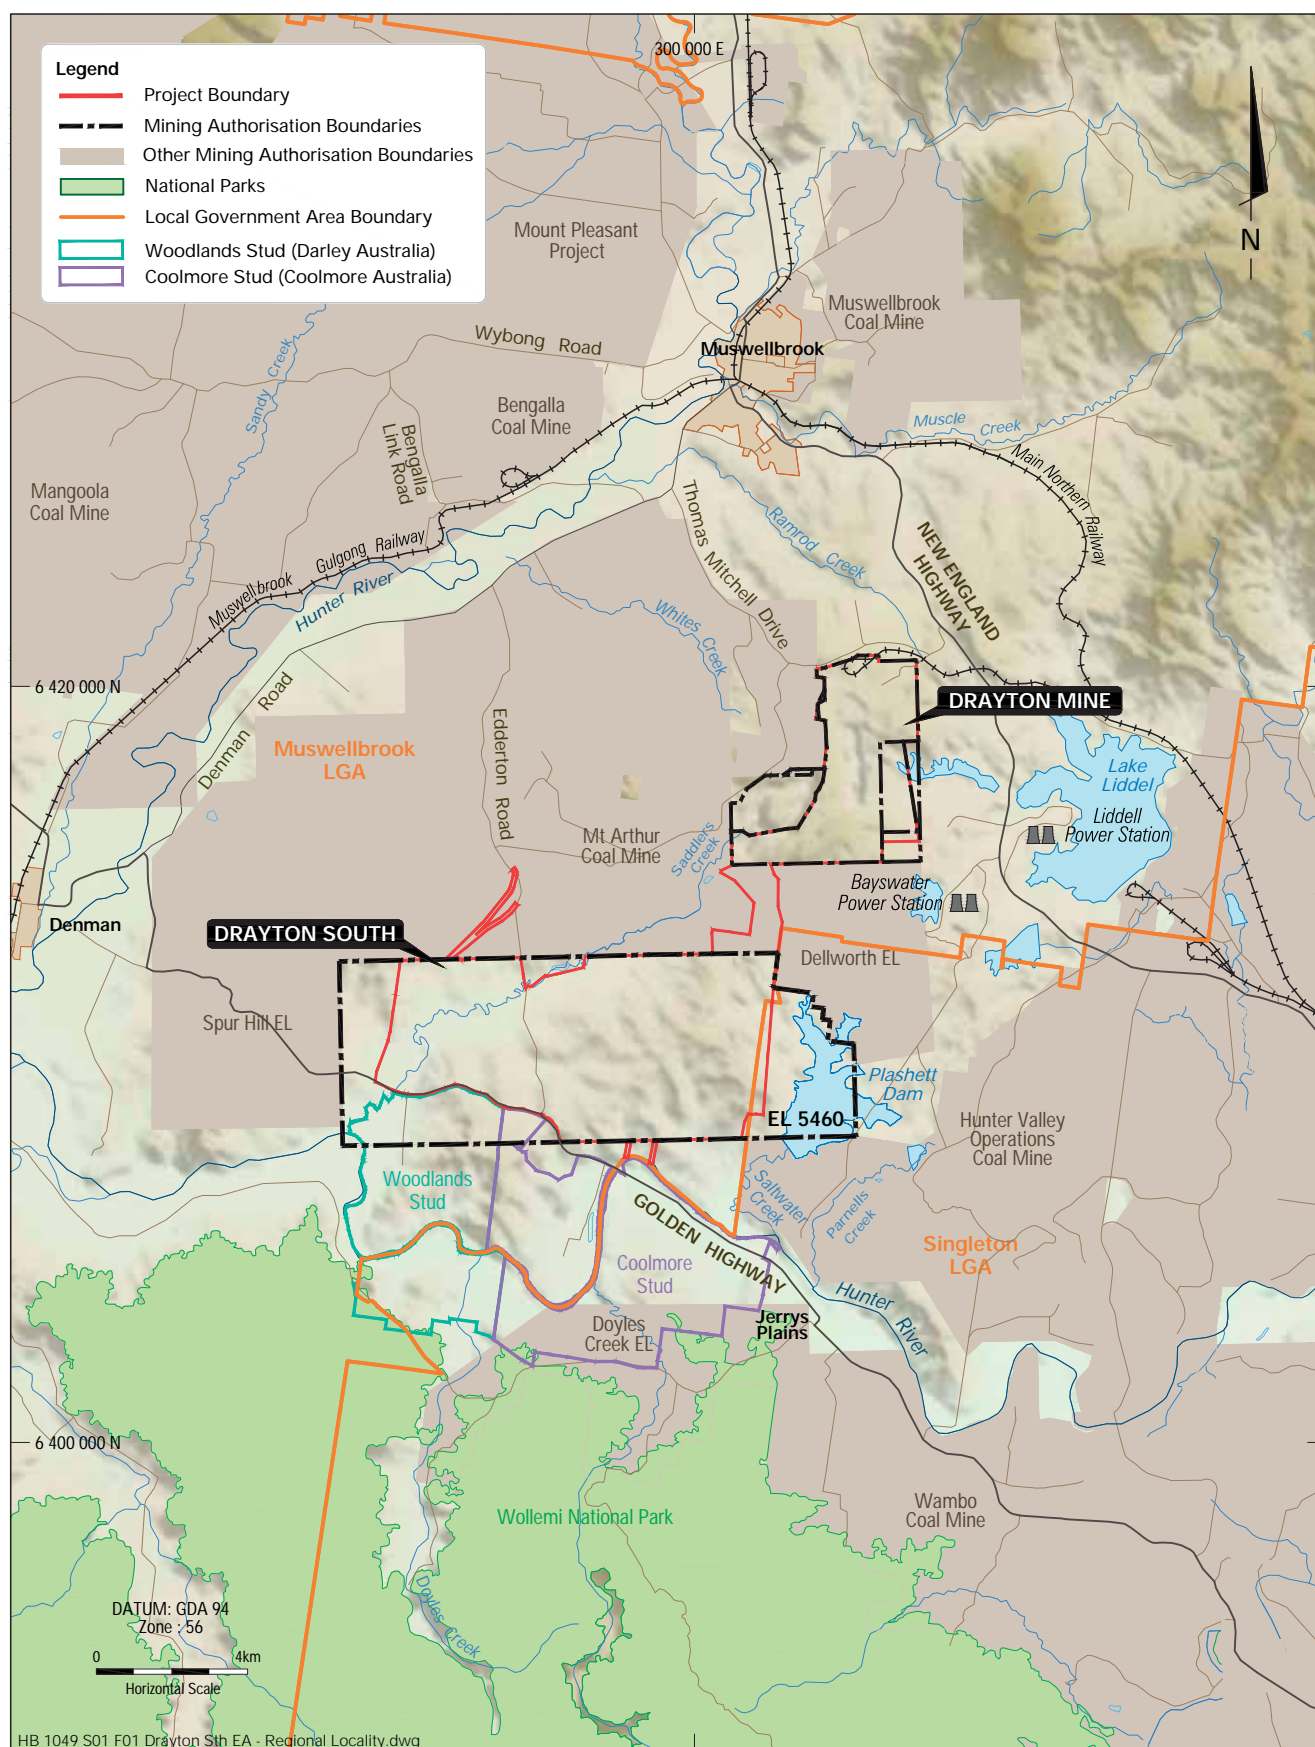 300 000 E
Legend
Project Boundary
Mining Authorisation Boundaries
Other Mining Authorisation Boundaries
National Parks
Local Government Area Boundary
Woodlands Stud (Darley Australia)
Coolmore Stud (Coolmore Australia)
N
Mount Pleasant
Project
Muswellbrook
Coal Mine
Wybong Road
Muswellbrook
Sandy Creek
Bengalla
Coal Mine
Bengalla
Link Road
Muscle Creek
Main Northern Railway
Mangoola
Coal Mine
Thomas Mitchell Drive
Ramrod Creek
NEW ENGLAND
HIGHWAY
Muswellbrook Gulgong Railway
Hunter River
Whites Creek
6 420 000 N
Denman Road
Edderton Road
DRAYTON MINE
Muswellbrook
LGA
Lake
Liddel
Liddell
Power Station
Mt Arthur
Coal Mine
Saddlers
Creek
Bayswater
Power Station
Denman
DRAYTON SOUTH
Dellworth EL
Spur Hill EL
Plashett
Dam
EL 5460
Hunter Valley
Operations
Coal Mine
Woodlands
Stud
Saltwater
Creek
Parnells
Creek
GOLDEN HIGHWAY
Singleton
LGA
Coolmore
Stud
Hunter River
Doyles
Creek EL
Jerrys
Plains
6 400 000 N
Wambo
Coal Mine
Wollemi National Park
Doyles Creek
DATUM: GDA 94
Zone : 56
0 4km
Horizontal Scale
HB 1049 S01 F01 Drayton Sth EA - Regional Locality.dwg